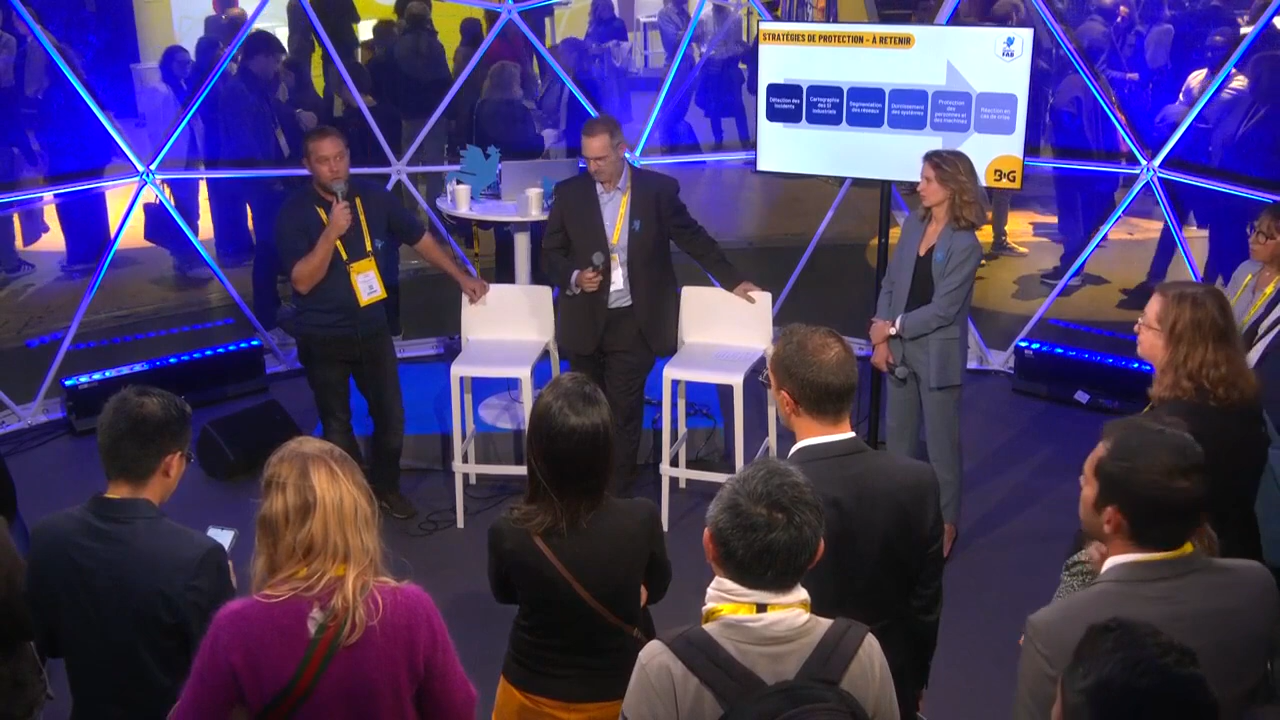 STRATÉGIES DE PROTECTION - À RETENIR
FAB
Détection des
incidents
Cartographie
des SI
industriels
Segmentation
des réseaux
Durcissement
des systèmes
Protection
des
personnes et
des machines
Réaction en
cas de crise
B•G